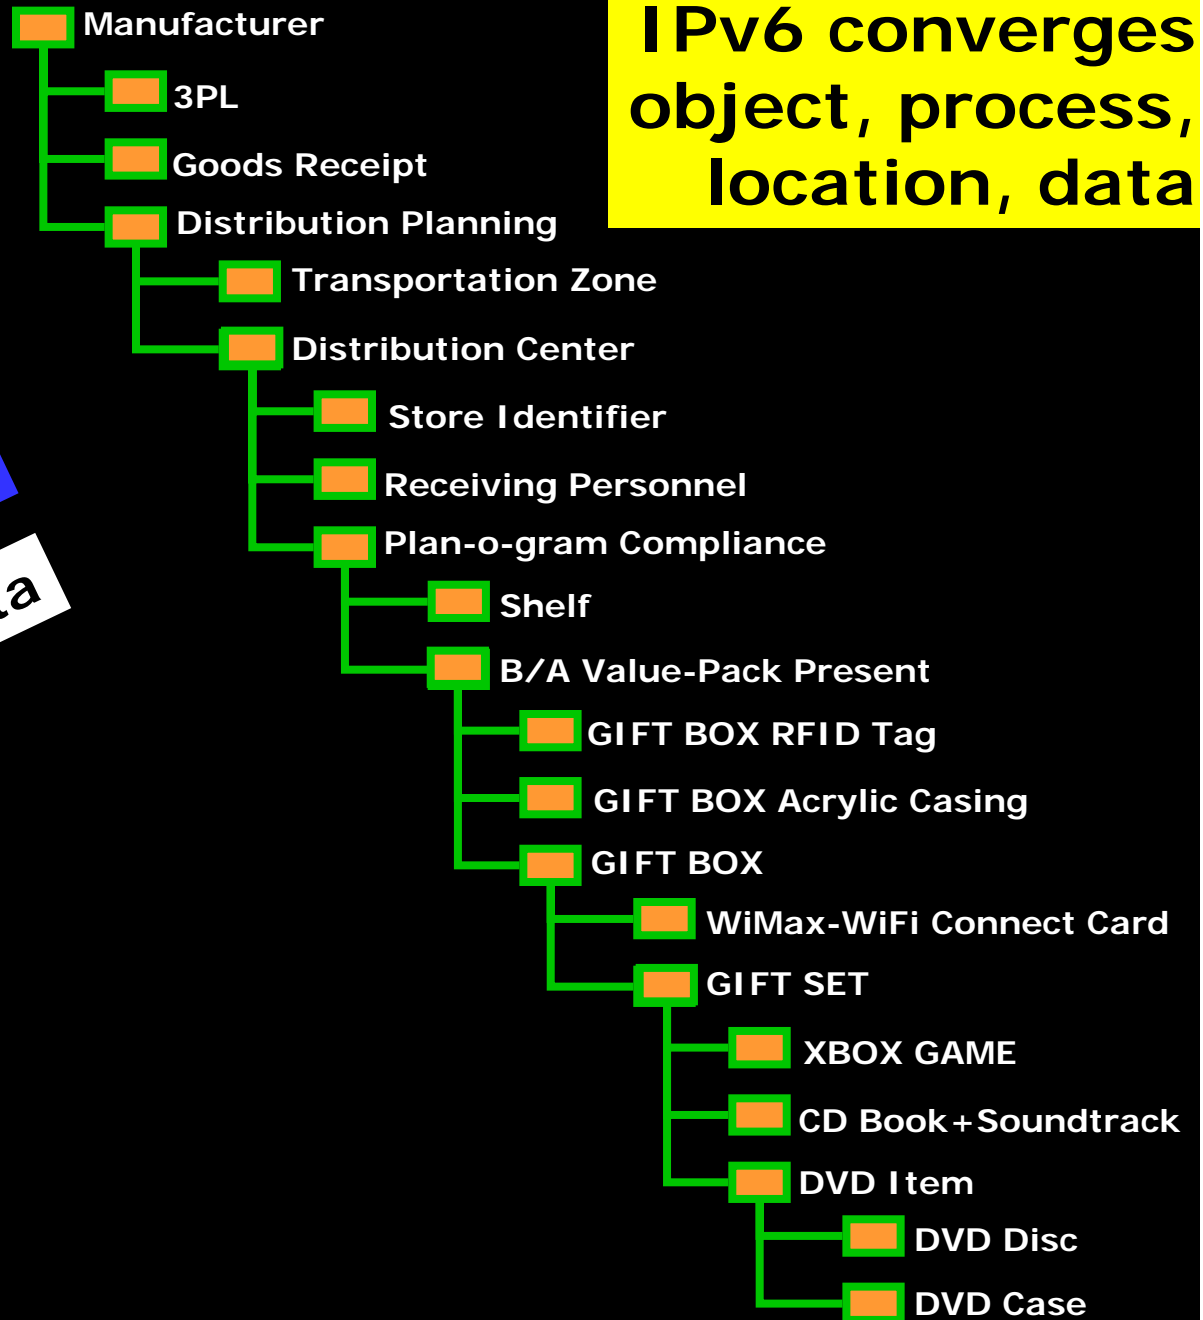 Manufacturer
IPv6 converges
object, process,
location, data
3PL
Goods Receipt
Distribution Planning
Transportation Zone
Distribution Center
Store Identifier
Receiving Personnel
Plan-o-gram Compliance
Shelf
B/A Value-Pack Present
GIFT BOX RFID Tag
GIFT BOX Acrylic Casing
GIFT BOX
WiMax-WiFi Connect Card
GIFT SET
XBOX GAME
CD Book+Soundtrack
DVD Item
DVD Disc
DVD Case